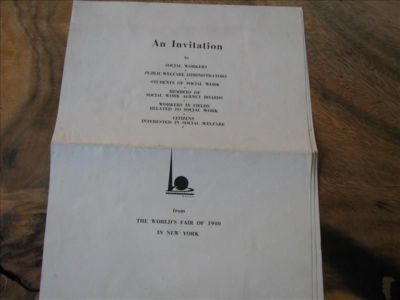 An Invitation
to
SOCIAL WORKERS
PUBLIC WELFARE ADMINISTRATORS
STUDENTS OF SOCIAL WORK
MEMBERS OF
SOCIAL WORK AGENCY BOARDS
WORKERS IN FIELDS
RELATED TO SOCIAL WORK
CITIZENS
INTERESTED IN SOCIAL WELFARE
from
THE WORLD'S FAIR OF 1940
IN NEW YORK